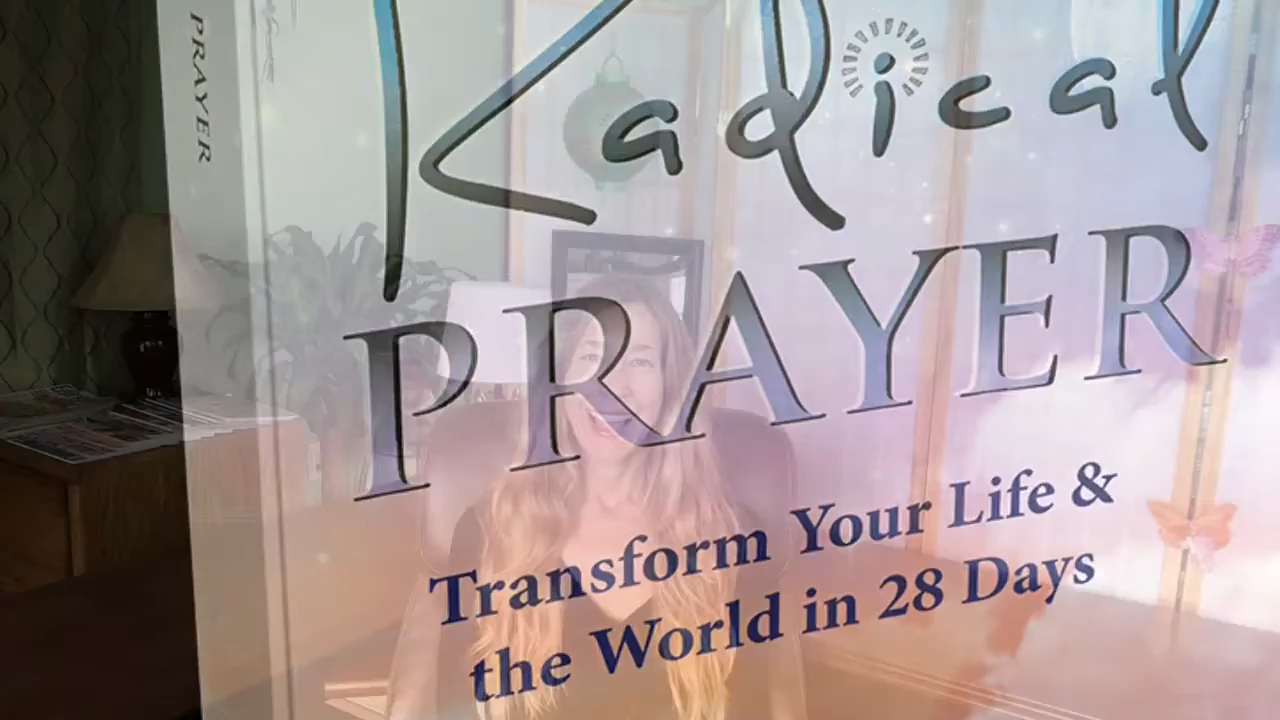 PRAYER
Radical
PRAYER
Transform Your Life &
the World in 28 Days